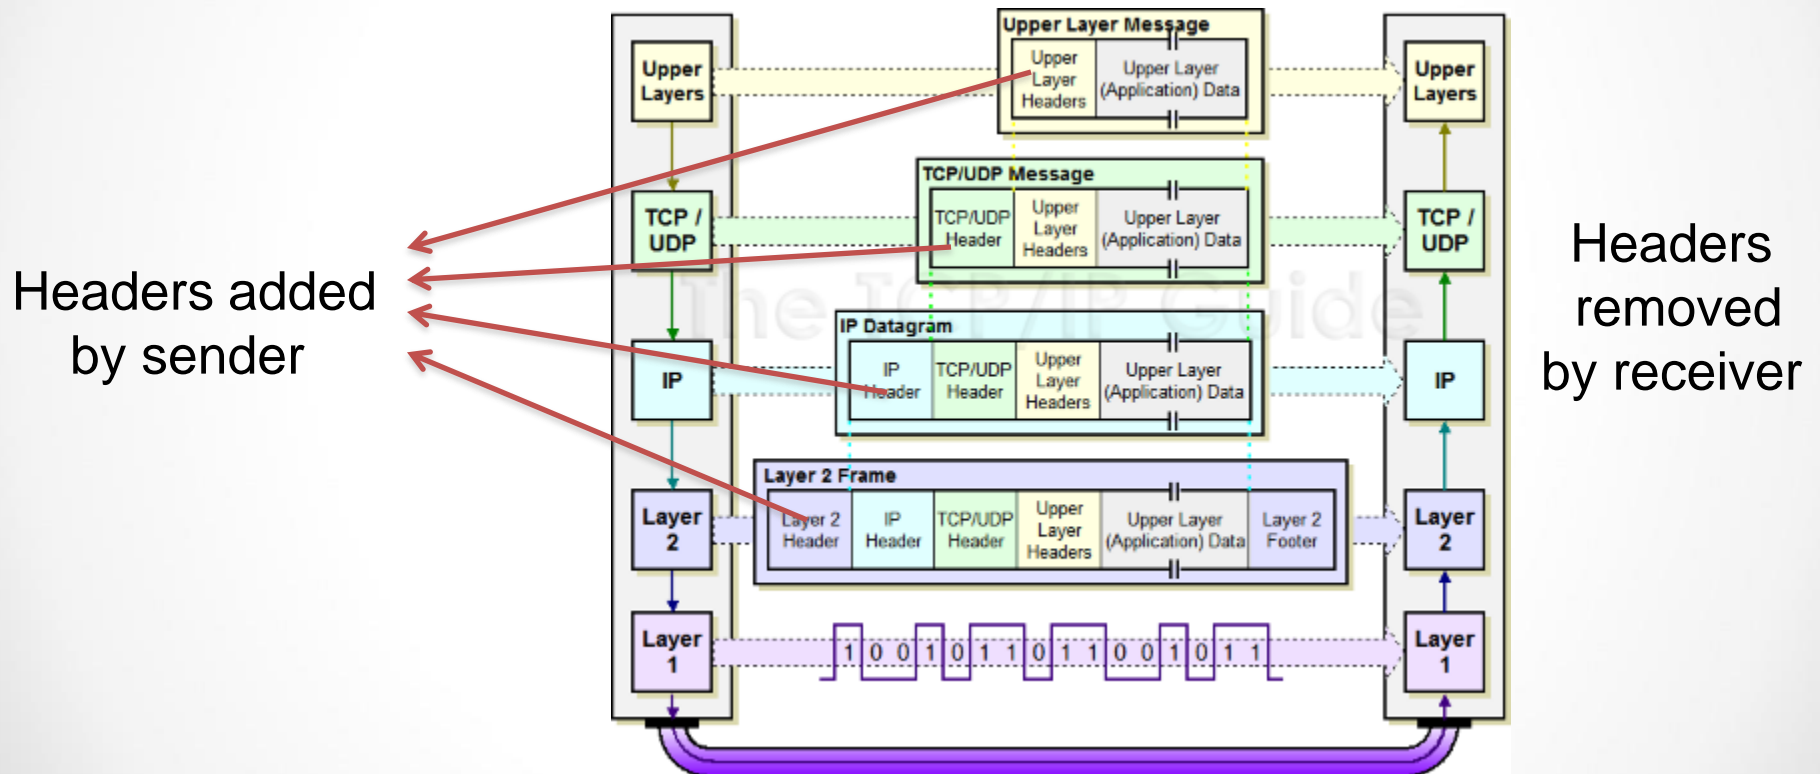 Headers added
by sender
Upper
Layers
TCP /
UDP
IP
Layer
2
Layer
1
Upper Layer Message
Upper
Layer
Headers
Upper Layer
(Application) Data
TCP/UDP Message
TCP/UDP
Header
Upper
Layer
Headers
Upper Layer
(Application) Data
The TCP/IP Guide
IP Datagram
IP
Header
TCP/UDP
Header
Upper
Layer
Headers
Upper Layer
(Application) Data
Layer 2 Frame
Layer 2
Header
IP
Header
TCP/UDP
Header
Upper
Layer
Headers
Upper Layer
(Application) Data
Layer 2
Footer
1 0 0 1 0 1 1 0 1 1 0 0 1 0 1 1
Upper
Layers
TCP /
UDP
IP
Layer
2
Layer
1
Headers
removed
by receiver